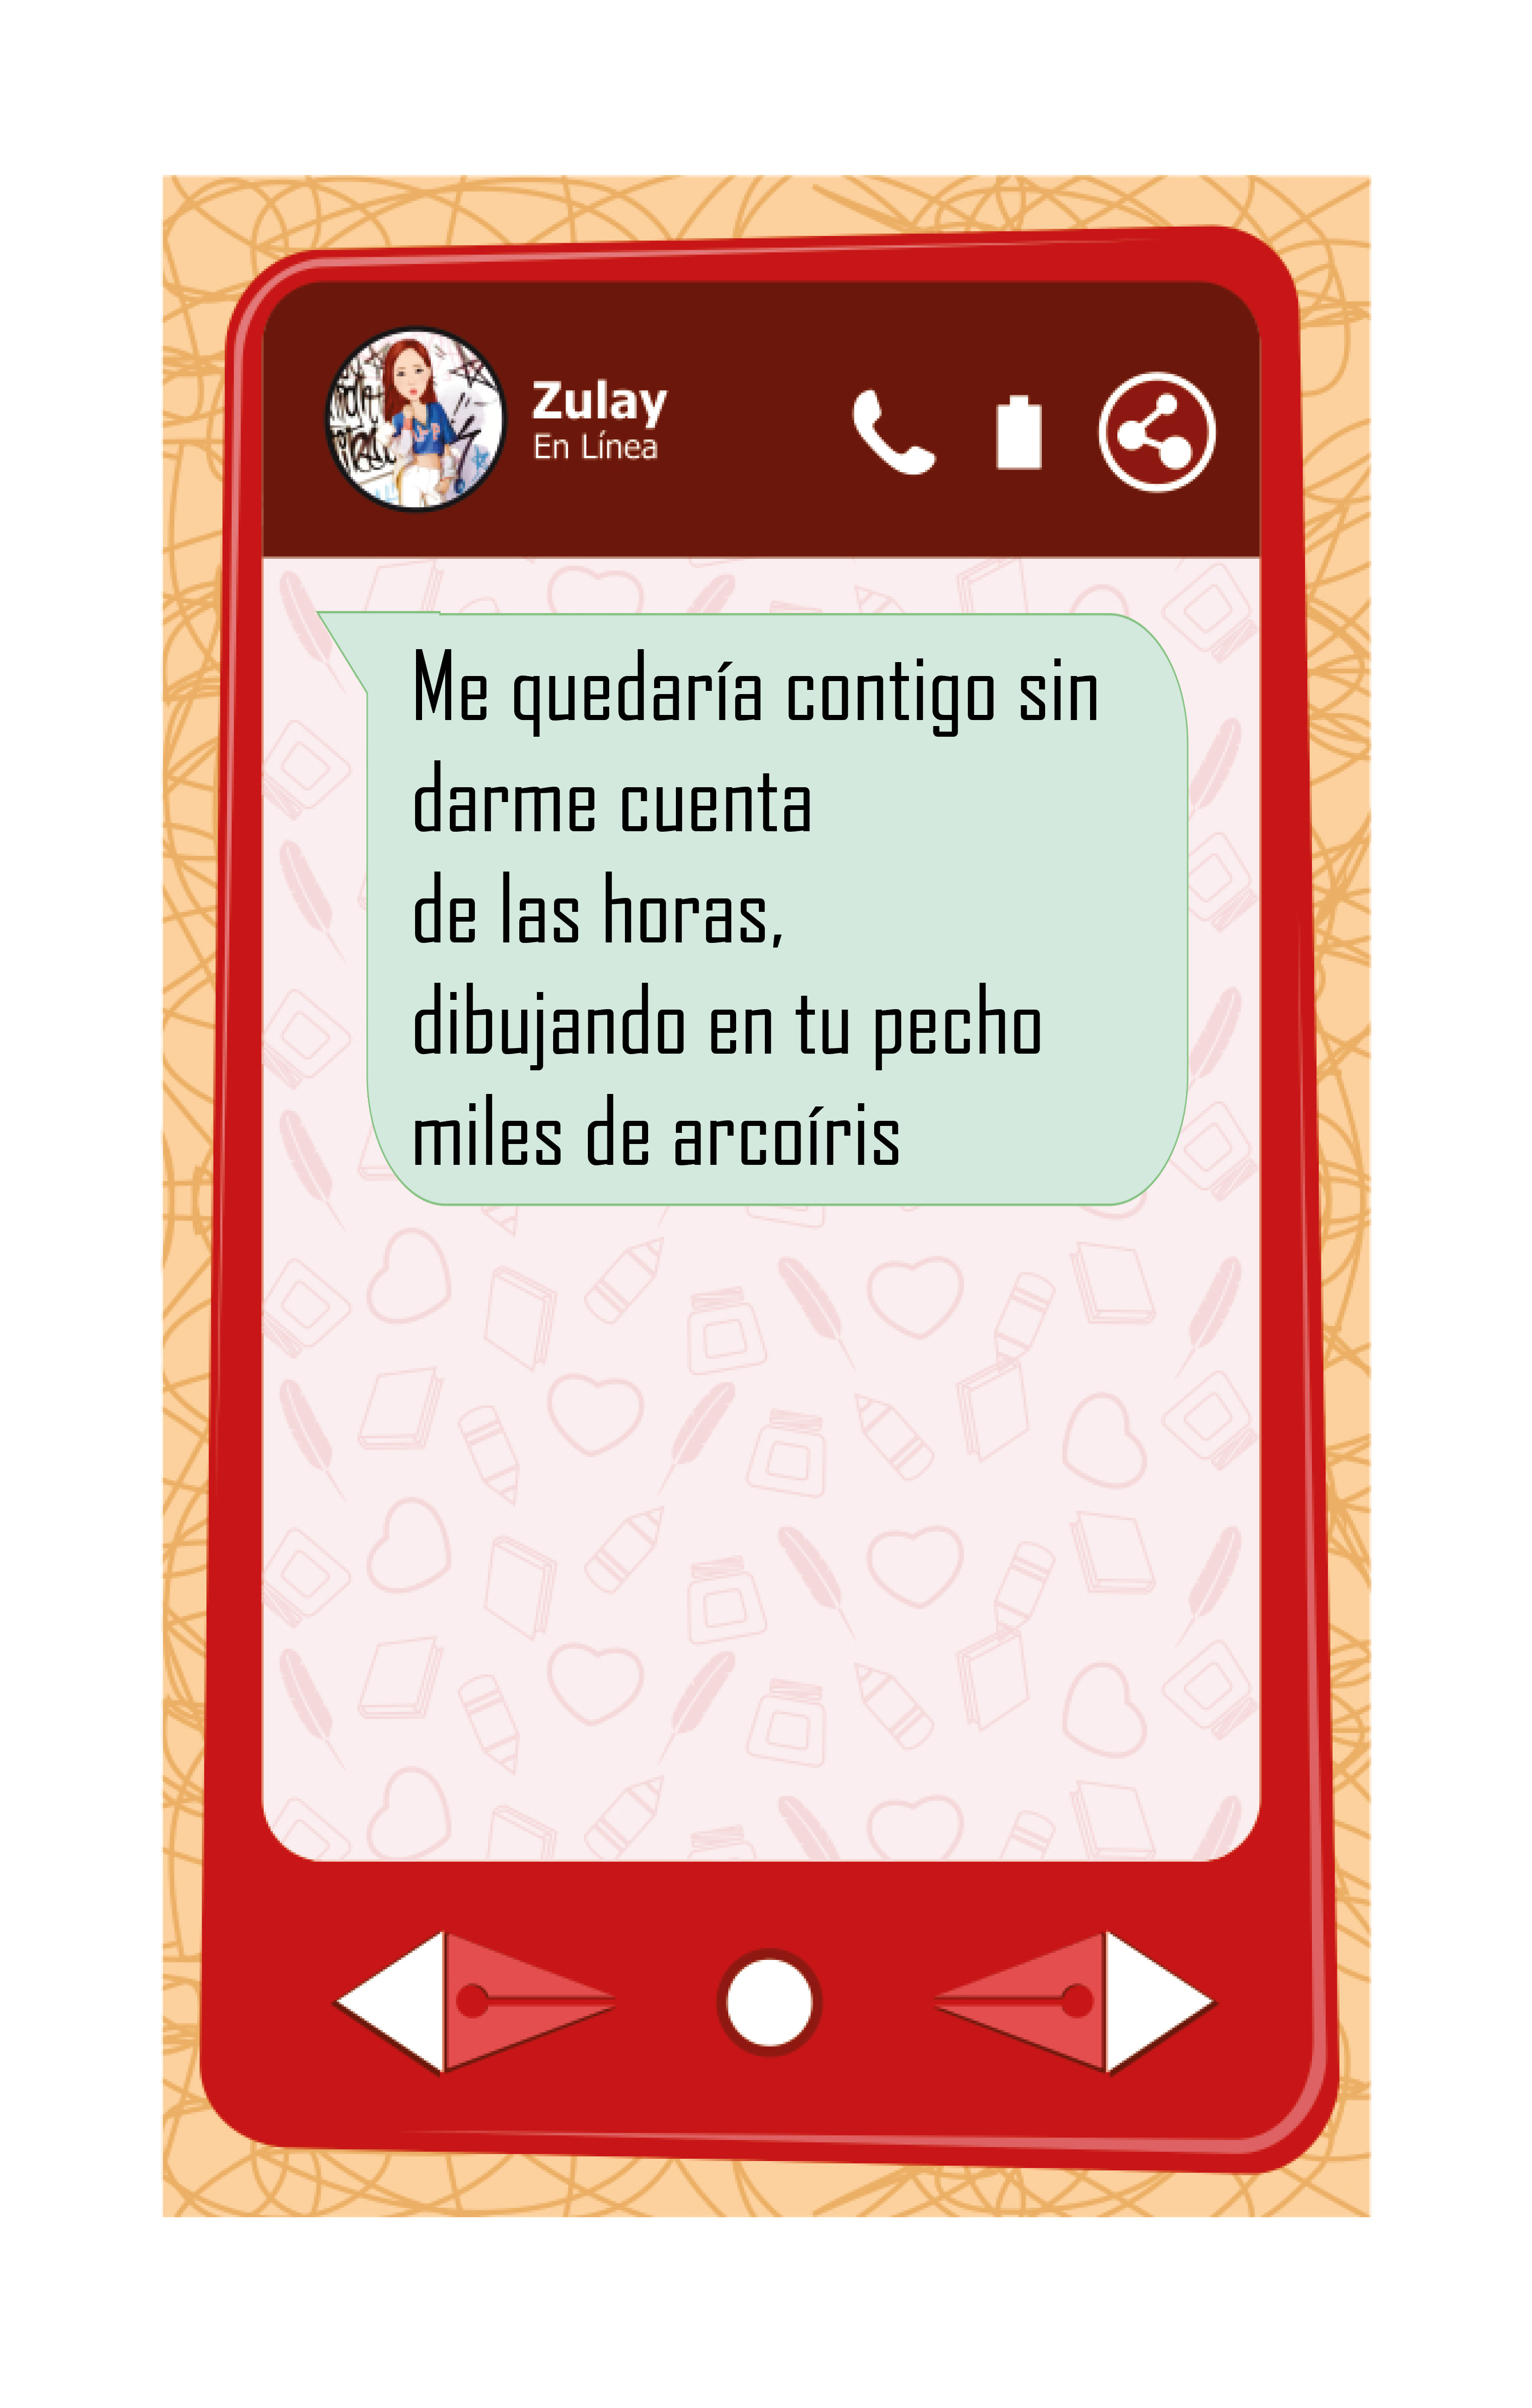 Zulay
En Línea
Me quedaría contigo sin
darme cuenta
de las horas,
dibujando en tu pecho
miles de arcoíris